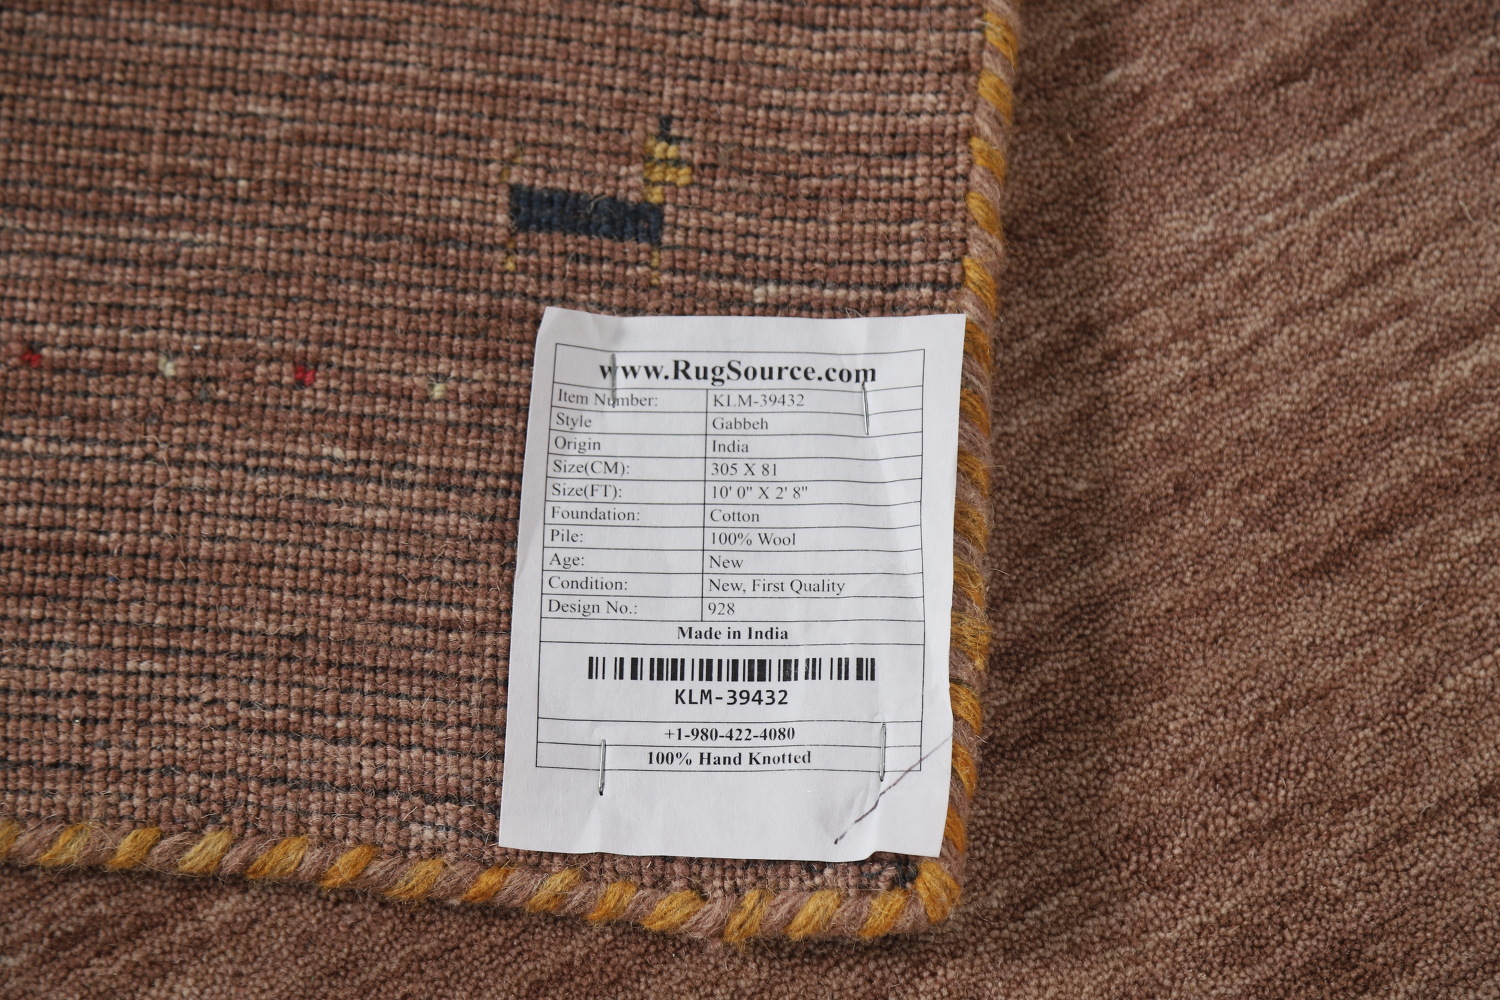 www.RugSource.com
Item Number: KLM-39432
Style Gabbeh
Origin India
Size(CM): 305 X 81
Size(FT): 10' 0" X 2' 8"
Foundation: Cotton
Pile: 100% Wool
Age: New
Condition: New, First Quality
Design No.: 928
Made in India
KLM-39432
+1-980-422-4080
100% Hand Knotted